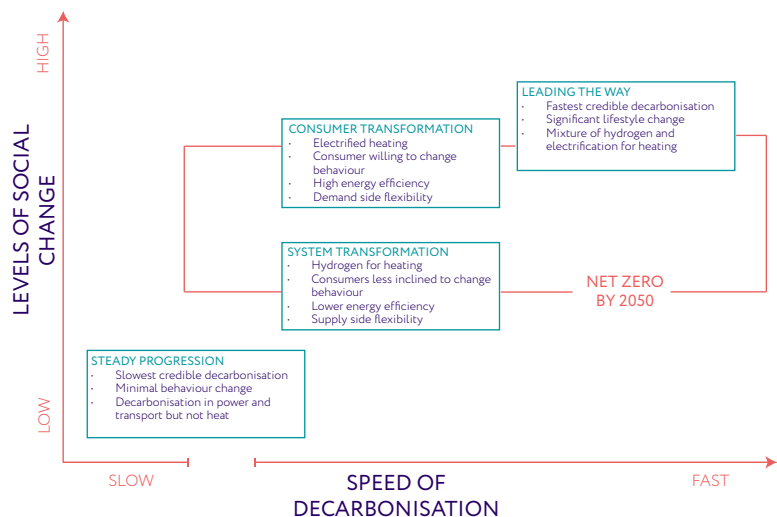 HIGH
LEVELS OF SOCIAL
CHANGE
LOW
LEADING THE WAY
· Fastest credible decarbonisation
· Significant lifestyle change
· Mixture of hydrogen and
electrification for heating
CONSUMER TRANSFORMATION
· Electrified heating
· Consumer willing to change
behaviour
· High energy efficiency
· Demand side flexibility
SYSTEM TRANSFORMATION
· Hydrogen for heating
· Consumers less inclined to change
behaviour
· Lower energy efficiency
· Supply side flexibility
NET ZERO
BY 2050
STEADY PROGRESSION
· Slowest credible decarbonisation
· Minimal behaviour change
· Decarbonisation in power and
transport but not heat
SLOW
SPEED OF
DECARBONISATION
FAST